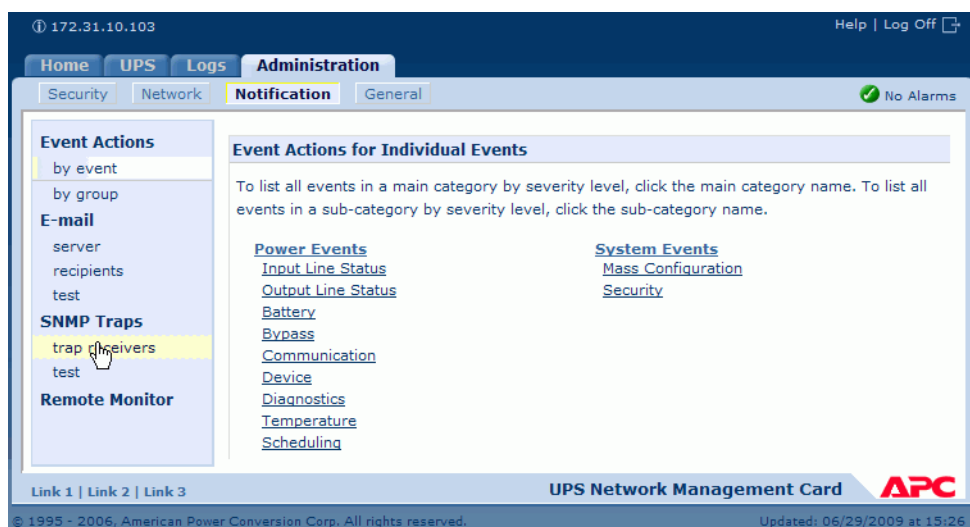 172.31.10.103
Help | Log Off
Home UPS Logs Administration
Security Network Notification General
No Alarms
Event Actions
by event
by group
E-mail
server
recipients
test
SNMP Traps
trap receivers
test
Remote Monitor
Event Actions for Individual Events
To list all events in a main category by severity level, click the main category name. To list all
events in a sub-category by severity level, click the sub-category name.
Power Events
Input Line Status
Output Line Status
Battery
Bypass
Communication
Device
Diagnostics
Temperature
Scheduling
System Events
Mass Configuration
Security
Link 1 | Link 2 | Link 3
UPS Network Management Card
APC
© 1995 - 2006, American Power Conversion Corp. All rights reserved.
Updated: 06/29/2009 at 15:26